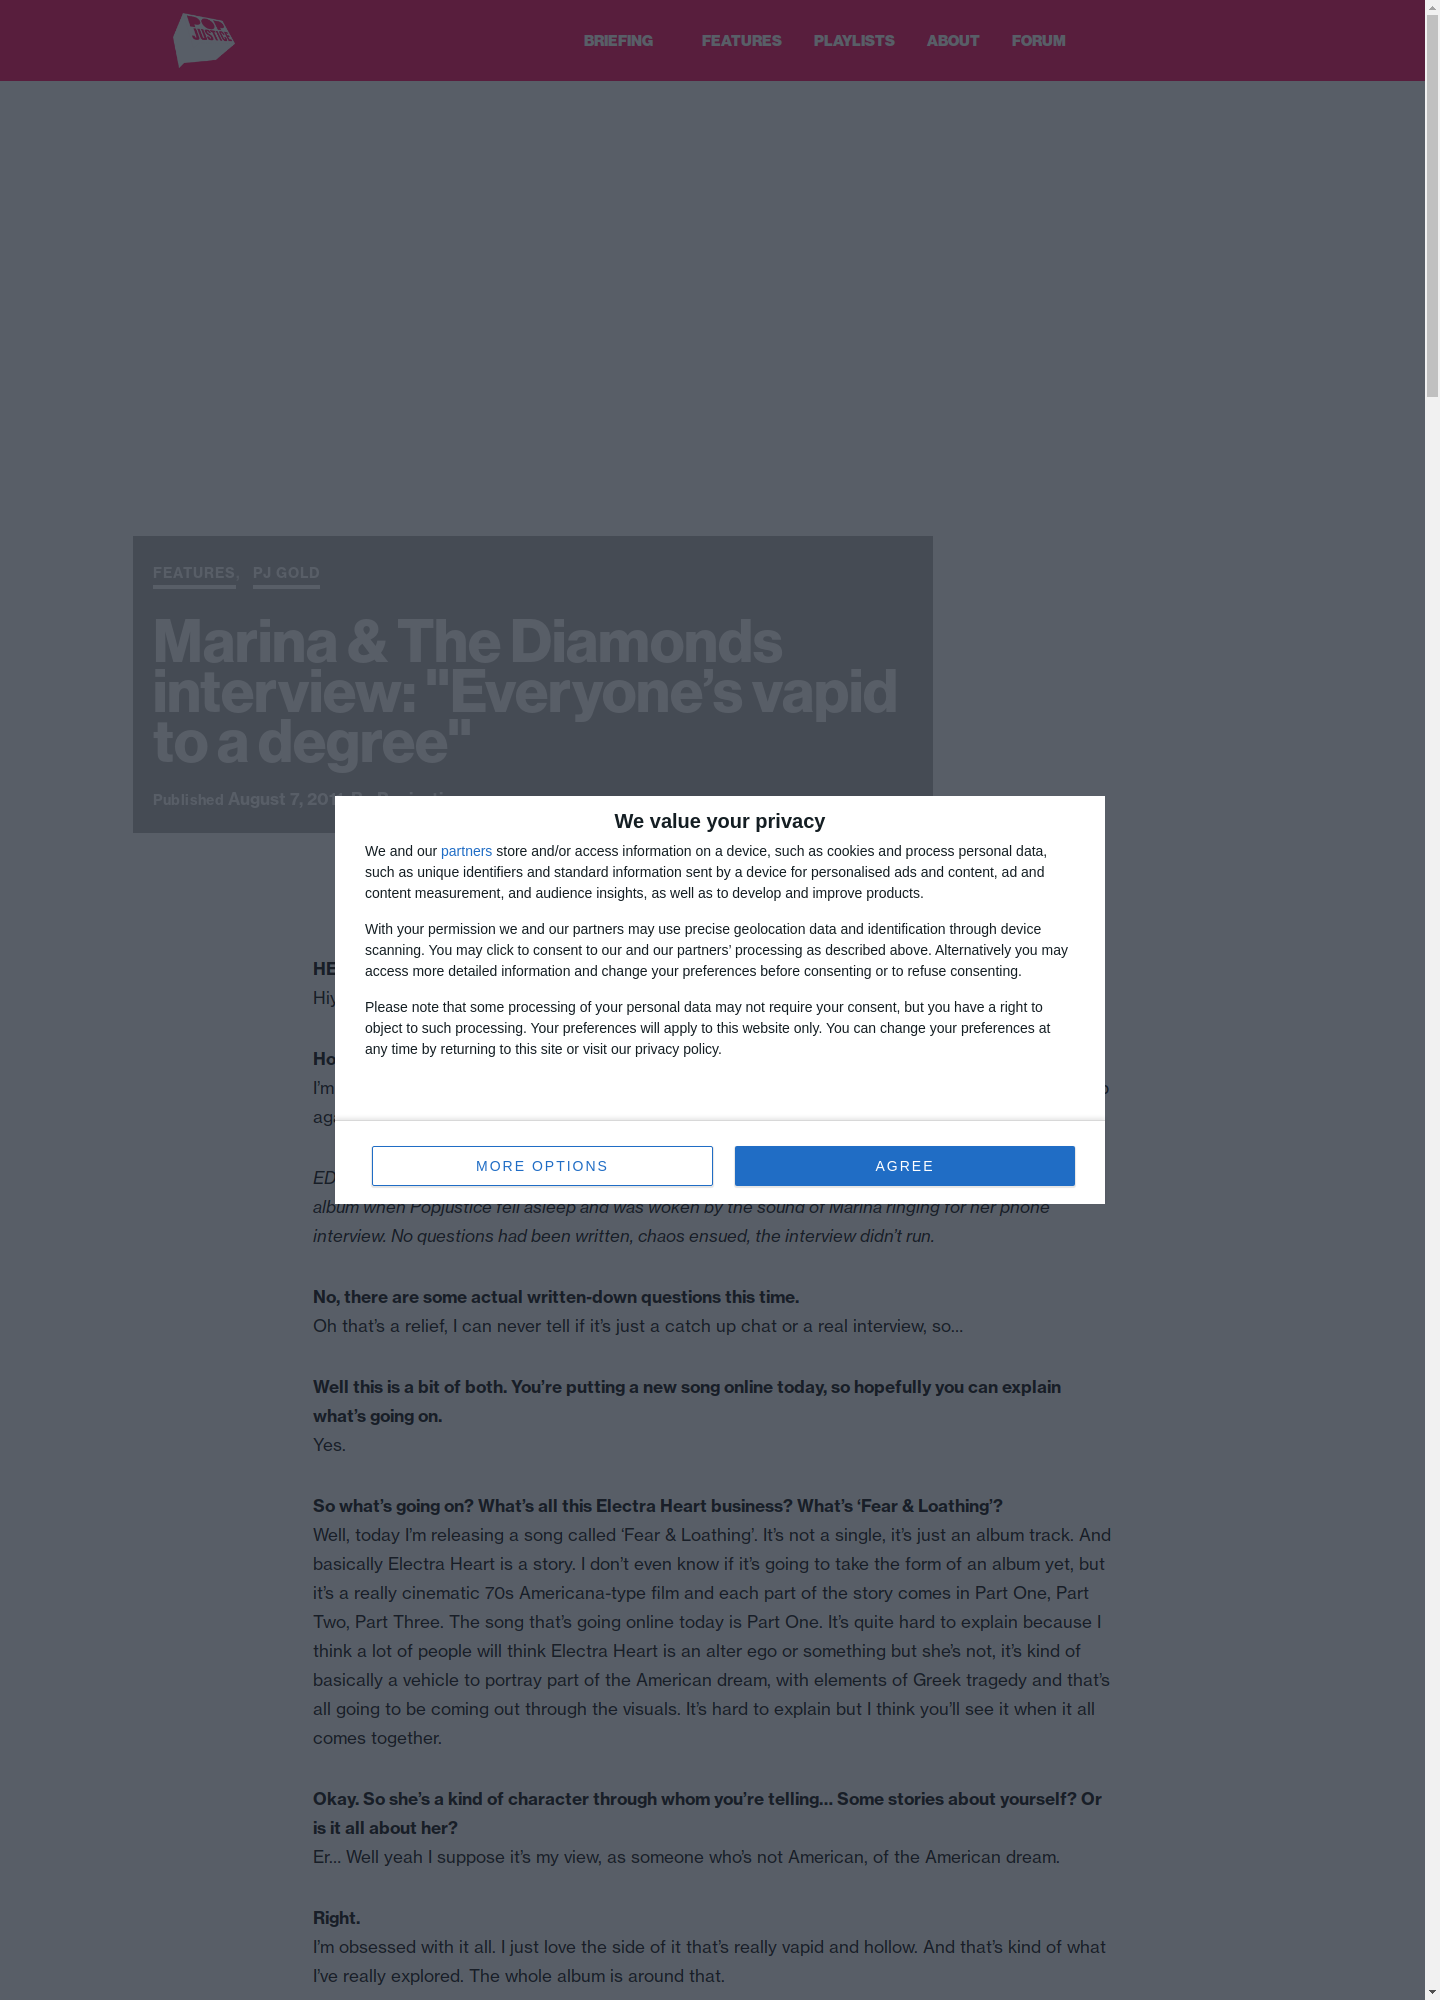 POP
JUSTICE
BRIEFING
FEATURES
PLAYLISTS
ABOUT
FORUM
FEATURES, PJ GOLD
Marina & The Diamonds
interview: "Everyone’s vapid
to a degree"
Published August 7, 201
We value your privacy
We and our partners store and/or access information on a device, such as cookies and process personal data,
such as unique identifiers and standard information sent by a device for personalised ads and content, ad and
content measurement, and audience insights, as well as to develop and improve products.
With your permission we and our partners may use precise geolocation data and identification through device
scanning. You may click to consent to our and our partners’ processing as described above. Alternatively you may
access more detailed information and change your preferences before consenting or to refuse consenting.
Please note that some processing of your personal data may not require your consent, but you have a right to
object to such processing. Your preferences will apply to this website only. You can change your preferences at
any time by returning to this site or visit our privacy policy.
MORE OPTIONS
AGREE
HE
Hiy
Ho
I’m
aga
ED
album when Popjustice fell asleep and was woken by the sound of Marina ringing for her phone
interview. No questions had been written, chaos ensued, the interview didn’t run.
No, there are some actual written-down questions this time.
Oh that’s a relief, I can never tell if it’s just a catch up chat or a real interview, so…
Well this is a bit of both. You’re putting a new song online today, so hopefully you can explain
what’s going on.
Yes.
So what’s going on? What’s all this Electra Heart business? What’s ‘Fear & Loathing’?
Well, today I’m releasing a song called ‘Fear & Loathing’. It’s not a single, it’s just an album track. And
basically Electra Heart is a story. I don’t even know if it’s going to take the form of an album yet, but
it’s a really cinematic 70s Americana-type film and each part of the story comes in Part One, Part
Two, Part Three. The song that’s going online today is Part One. It’s quite hard to explain because I
think a lot of people will think Electra Heart is an alter ego or something but she’s not, it’s kind of
basically a vehicle to portray part of the American dream, with elements of Greek tragedy and that’s
all going to be coming out through the visuals. It’s hard to explain but I think you’ll see it when it all
comes together.
Okay. So she’s a kind of character through whom you’re telling… Some stories about yourself? Or
is it all about her?
Er… Well yeah I suppose it’s my view, as someone who’s not American, of the American dream.
Right.
I’m obsessed with it all. I just love the side of it that’s really vapid and hollow. And that’s kind of what
I’ve really explored. The whole album is around that.